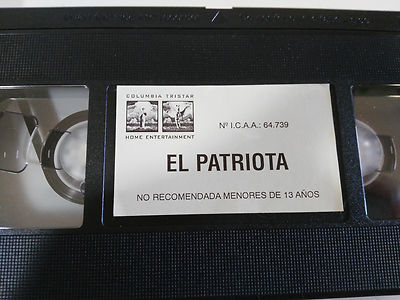 COLUMBIA TRISTAR
HOME ENTERTAINMENT
Nº I.C.A.A.: 64.739
EL PATRIOTA
NO RECOMENDADA MENORES DE 13 AÑOS